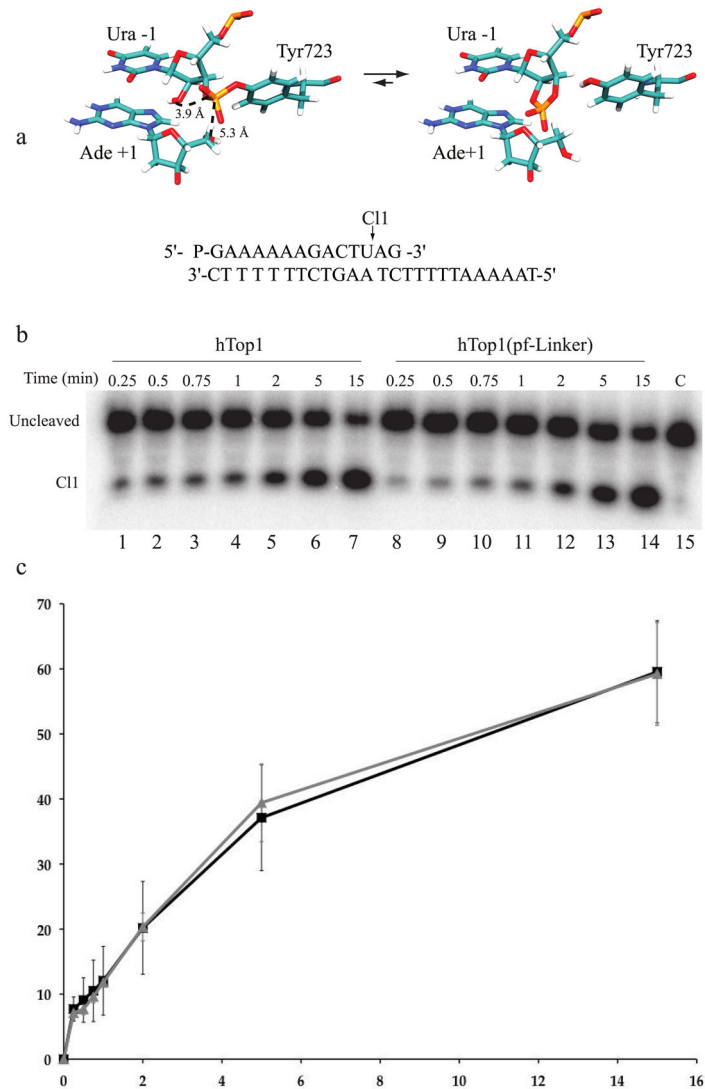 a
Ura -1
Tyr723
3.9 Å
5.3 Å
Ade +1
Ura -1
Tyr723
Ade+1
Cl1
5'- P-GAAAAAAGACTUAG -3'
3'-CT T T T TTCTGAA TCTTTTTAAAAAT-5'
b
hTop1 hTop1(pf-Linker)
Time (min) 0.25 0.5 0.75 1 2 5 15 0.25 0.5 0.75 1 2 5 15 C
Uncleaved
Cl1
1 2 3 4 5 6 7 8 9 10 11 12 13 14 15
c
70
60
50
40
30
20
10
0
0 2 4 6 8 10 12 14 16